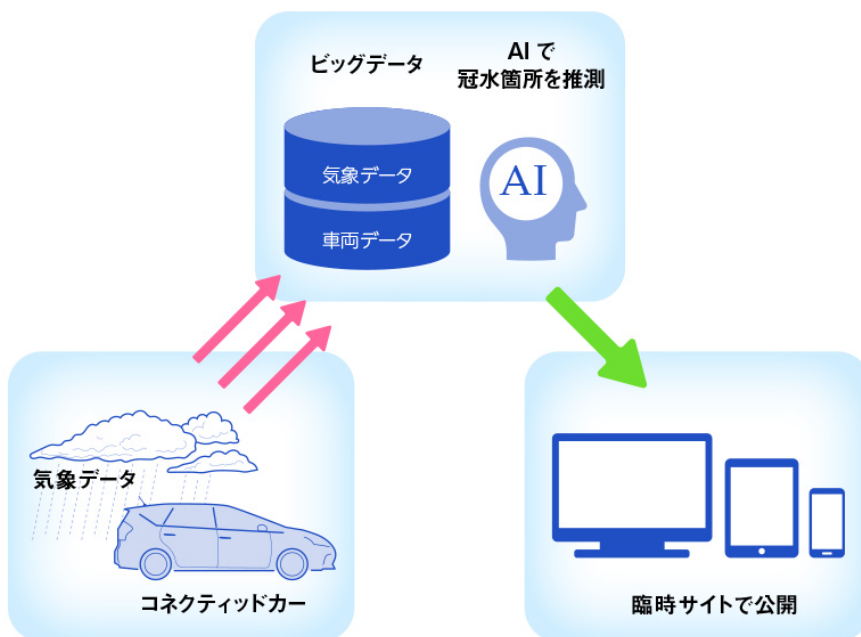 ビッグデータ
AIで
冠水箇所を推測
気象データ
車両データ
AI
気象データ
コネクティッドカー
臨時サイトで公開